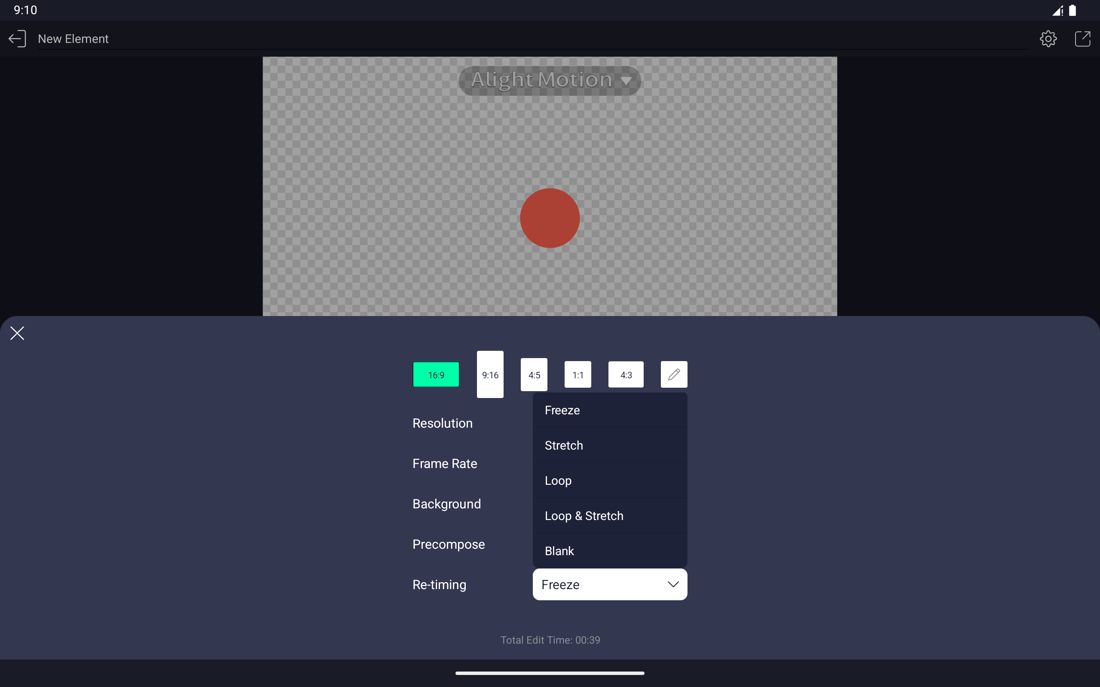 9:10
New Element
Alight Motion
16:9
9:16
4:5
1:1
4:3
Resolution
Frame Rate
Background
Precompose
Re-timing
Freeze
Stretch
Loop
Loop & Stretch
Blank
Freeze
Total Edit Time: 00:39